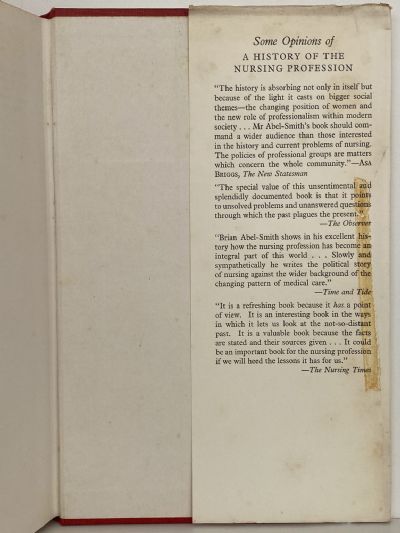 Some Opinions of
A HISTORY OF THE
NURSING PROFESSION
"The history is absorbing not only in itself but
because of the light it casts on bigger social
themes—the changing position of women and
the new role of professionalism within modern
society . . . Mr Abel-Smith's book should com-
mand a wider audience than those interested
in the history and current problems of nursing.
The policies of professional groups are matters
which concern the whole community."—ASA
BRIGGS, The New Statesman
"The special value of this unsentimental and
splendidly documented book is that it points
to unsolved problems and unanswered questions
through which the past plagues the present."
—The Observer
"Brian Abel-Smith shows in his excellent his-
tory how the nursing profession has become an
integral part of this world . . . Slowly and
sympathetically he writes the political story
of nursing against the wider background of the
changing pattern of medical care."
—Time and Tide
"It is a refreshing book because it has a point
of view. It is an interesting book in the ways
in which it lets us look at the not-so-distant
past. It is a valuable book because the facts
are stated and their sources given . . . It could
be an important book for the nursing profession
if we will heed the lessons it has for us."
—The Nursing Times